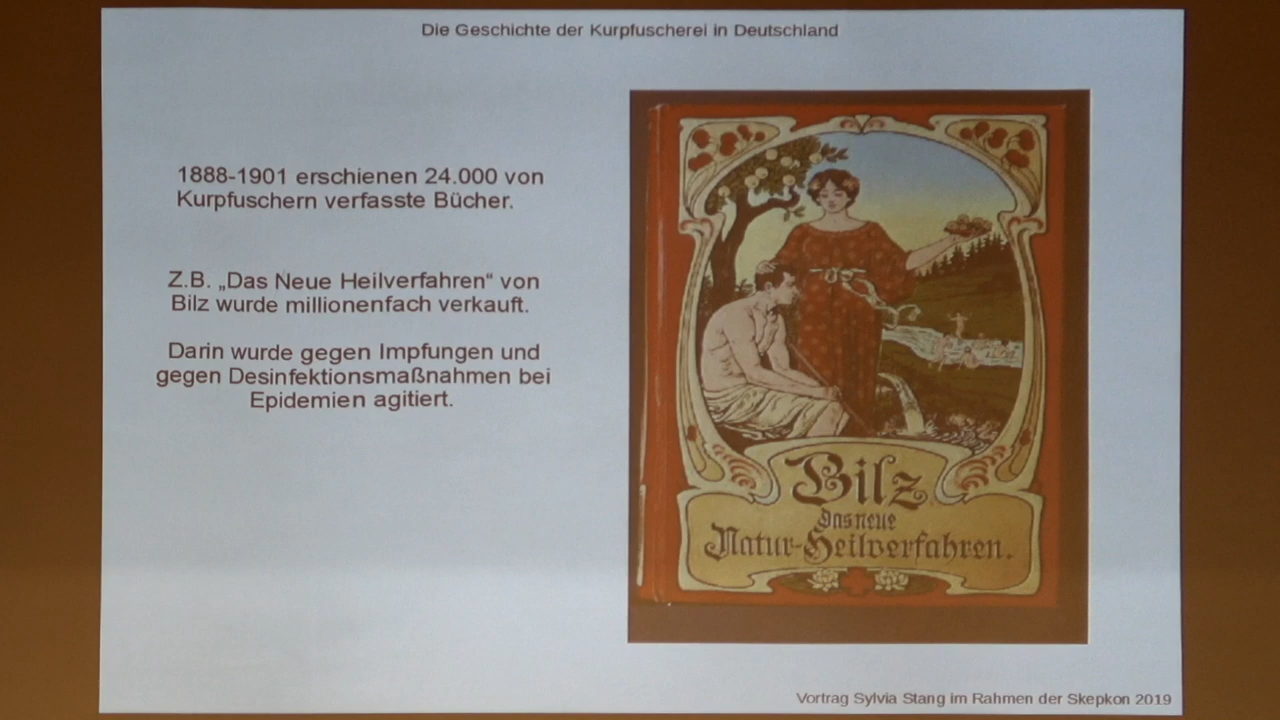 Die Geschichte der Kurpfuscherei in Deutschland
1888-1901 erschienen 24.000 von
Kurpfuschern verfasste Bücher.
Z.B. „Das Neue Heilverfahren“ von
Bilz wurde millionenfach verkauft.
Darin wurde gegen Impfungen und
gegen Desinfektionsmaßnahmen bei
Epidemien agitiert.
Bilz
Das neue
Natur-Heilverfahren.
Vortrag Sylvia Stang im Rahmen der Skepkon 2019